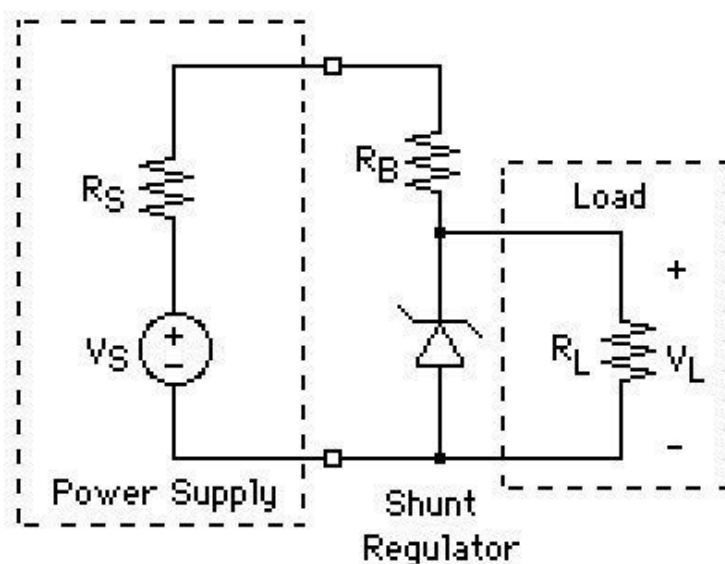 RS
VS
Power Supply
RB
Shunt
Regulator
Load
+
RL
VL
-